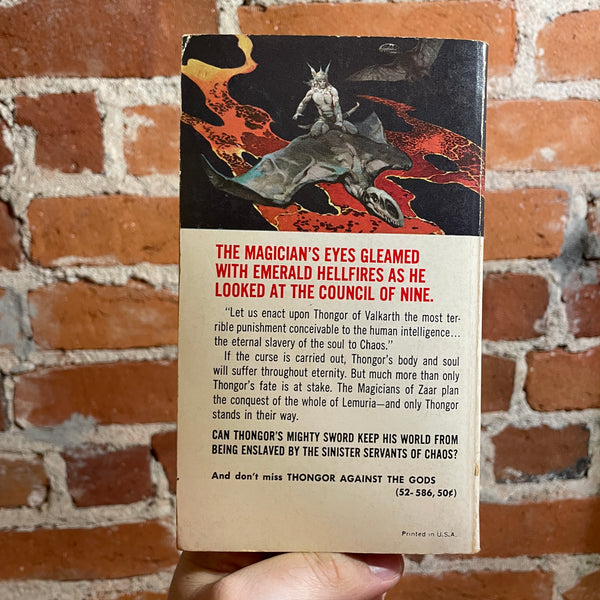 THE MAGICIAN'S EYES GLEAMED
WITH EMERALD HELLFIRES AS HE
LOOKED AT THE COUNCIL OF NINE.
"Let us enact upon Thongor of Valkarth the most ter-
rible punishment conceivable to the human intelligence...
the eternal slavery of the soul to Chaos."
If the curse is carried out, Thongor's body and soul
will suffer throughout eternity. But much more than only
Thongor's fate is at stake. The Magicians of Zaar plan
the conquest of the whole of Lemuria—and only Thongor
stands in their way.
CAN THONGOR'S MIGHTY SWORD KEEP HIS WORLD FROM
BEING ENSLAVED BY THE SINISTER SERVANTS OF CHAOS?
And don't miss THONGOR AGAINST THE GODS
(52-586, 50¢)
Printed in U.S.A.